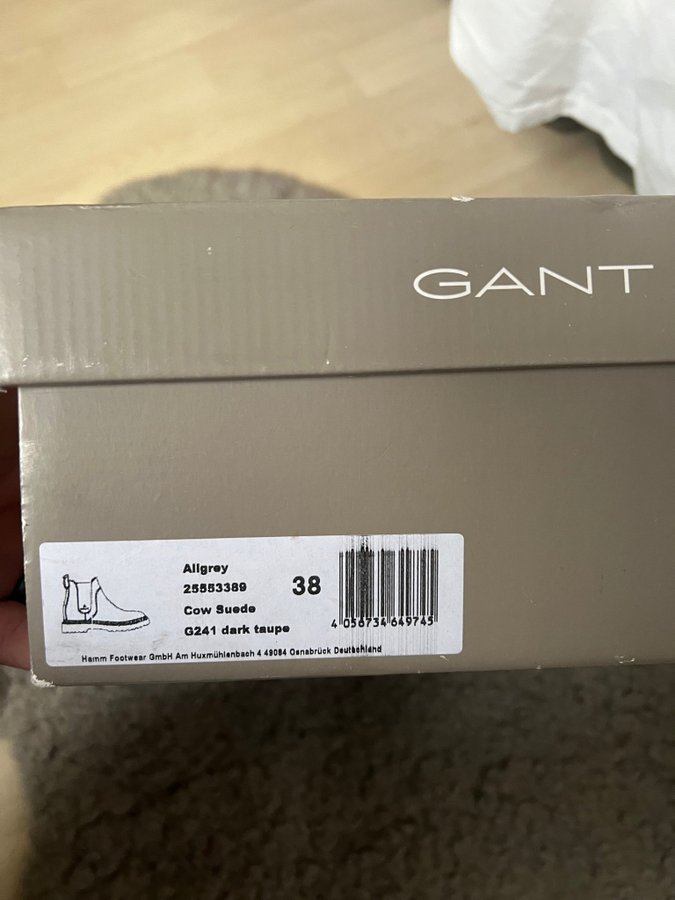 GANT
Allgrey
25553389
38
Cow Suede
G241 dark taupe
4 056734 649745
Hamm Footwear GmbH Am Huxmühlenbach 4 49084 Osnabrück Deutschland